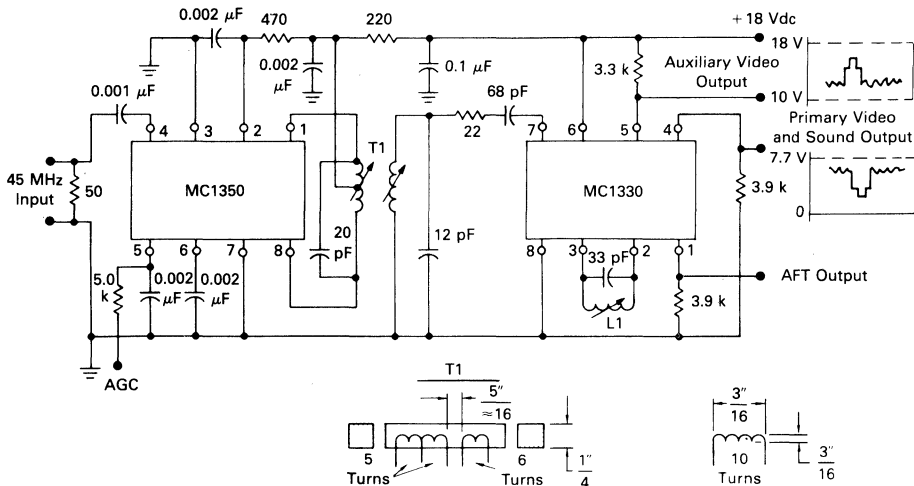 0.002 µF
470
220
+ 18 Vdc
18 V
0.002
µF
0.1 µF
3.3 k
Auxiliary Video
Output
10 V
0.001
µF
68
pF
22
4
3
2
1
T1
7
6
5
4
Primary Video
and Sound Output
7.7 V
0
45 MHz
Input
50
MC1350
MC1330
3.9 k
20
pF
12 pF
5
6
7
8
8
3
33 pF
2
1
5.0
k
0.002
µF
0.002
µF
L1
3.9 k
AFT Output
AGC
T1
5"
≈16
3"
16
5
Turns
6
Turns
1"
4
10
Turns
3"
16